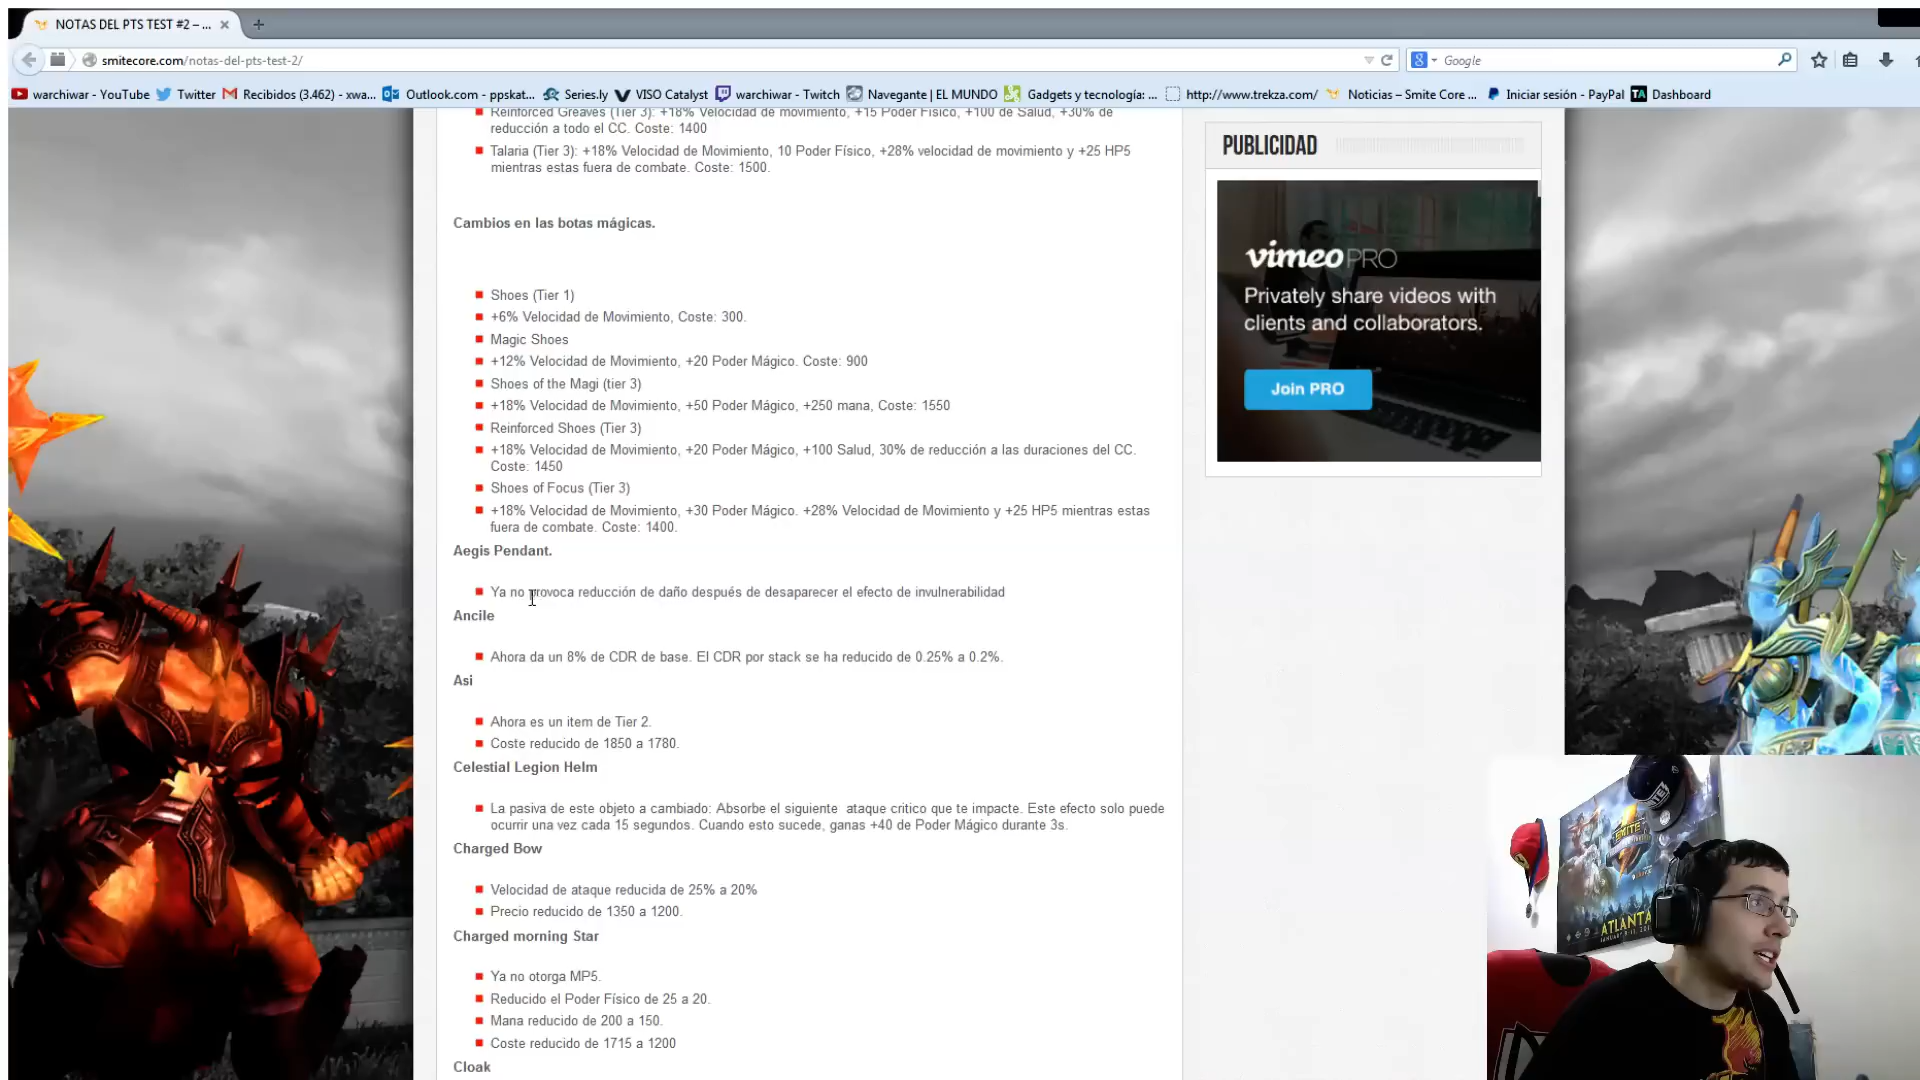 NOTAS DEL PTS TEST #2 – ...
smitecore.com/notas-del-pts-test-2/
Google
warchiwar - YouTube
Twitter
Recibidos (3.462) - xwa...
Outlook.com - ppskat...
Series.ly
VISO Catalyst
warchiwar - Twitch
Navegante | EL MUNDO
Gadgets y tecnología: ...
http://www.trekza.com/
Noticias – Smite Core ...
Iniciar sesión - PayPal
TA Dashboard
Reinforced Greaves (Tier 3): +18% Velocidad de movimiento, +15 Poder Físico, +100 de Salud, +30% de
reducción a todo el CC. Coste: 1400
Talaria (Tier 3): +18% Velocidad de Movimiento, 10 Poder Físico, +28% velocidad de movimiento y +25 HP5
mientras estas fuera de combate. Coste: 1500.
Cambios en las botas mágicas.
Shoes (Tier 1)
+6% Velocidad de Movimiento, Coste: 300.
Magic Shoes
+12% Velocidad de Movimiento, +20 Poder Mágico. Coste: 900
Shoes of the Magi (tier 3)
+18% Velocidad de Movimiento, +50 Poder Mágico, +250 mana, Coste: 1550
Reinforced Shoes (Tier 3)
+18% Velocidad de Movimiento, +20 Poder Mágico, +100 Salud, 30% de reducción a las duraciones del CC.
Coste: 1450
Shoes of Focus (Tier 3)
+18% Velocidad de Movimiento, +30 Poder Mágico. +28% Velocidad de Movimiento y +25 HP5 mientras estas
fuera de combate. Coste: 1400.
Aegis Pendant.
Ya no provoca reducción de daño después de desaparecer el efecto de invulnerabilidad
Ancile
Ahora da un 8% de CDR de base. El CDR por stack se ha reducido de 0.25% a 0.2%.
Asi
Ahora es un item de Tier 2.
Coste reducido de 1850 a 1780.
Celestial Legion Helm
La pasiva de este objeto a cambiado: Absorbe el siguiente ataque critico que te impacte. Este efecto solo puede
ocurrir una vez cada 15 segundos. Cuando esto sucede, ganas +40 de Poder Mágico durante 3s.
Charged Bow
Velocidad de ataque reducida de 25% a 20%
Precio reducido de 1350 a 1200.
Charged morning Star
Ya no otorga MP5.
Reducido el Poder Físico de 25 a 20.
Mana reducido de 200 a 150.
Coste reducido de 1715 a 1200
Cloak
PUBLICIDAD
vimeo PRO
Privately share videos with
clients and collaborators.
Join PRO
SMITE
ATLANTA